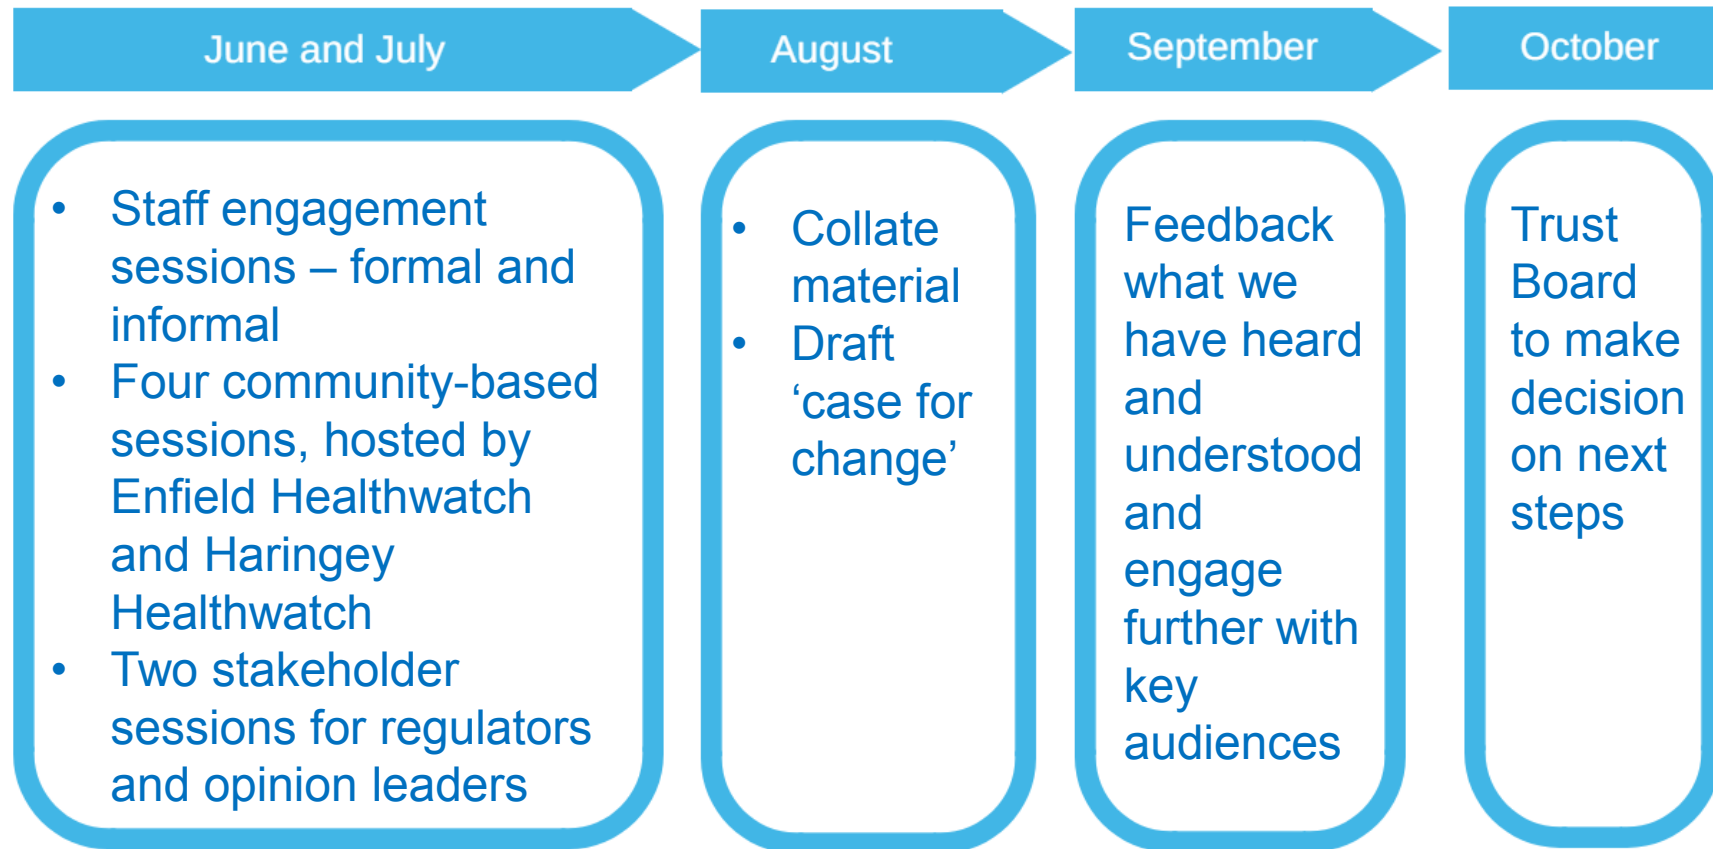 June and July
August
September
October
• Staff engagement
sessions – formal and
informal
• Four community-based
sessions, hosted by
Enfield Healthwatch
and Haringey
Healthwatch
• Two stakeholder
sessions for regulators
and opinion leaders
• Collate
material
• Draft
‘case for
change’
Feedback
what we
have heard
and
understood
and
engage
further with
key
audiences
Trust
Board
to make
decision
on next
steps